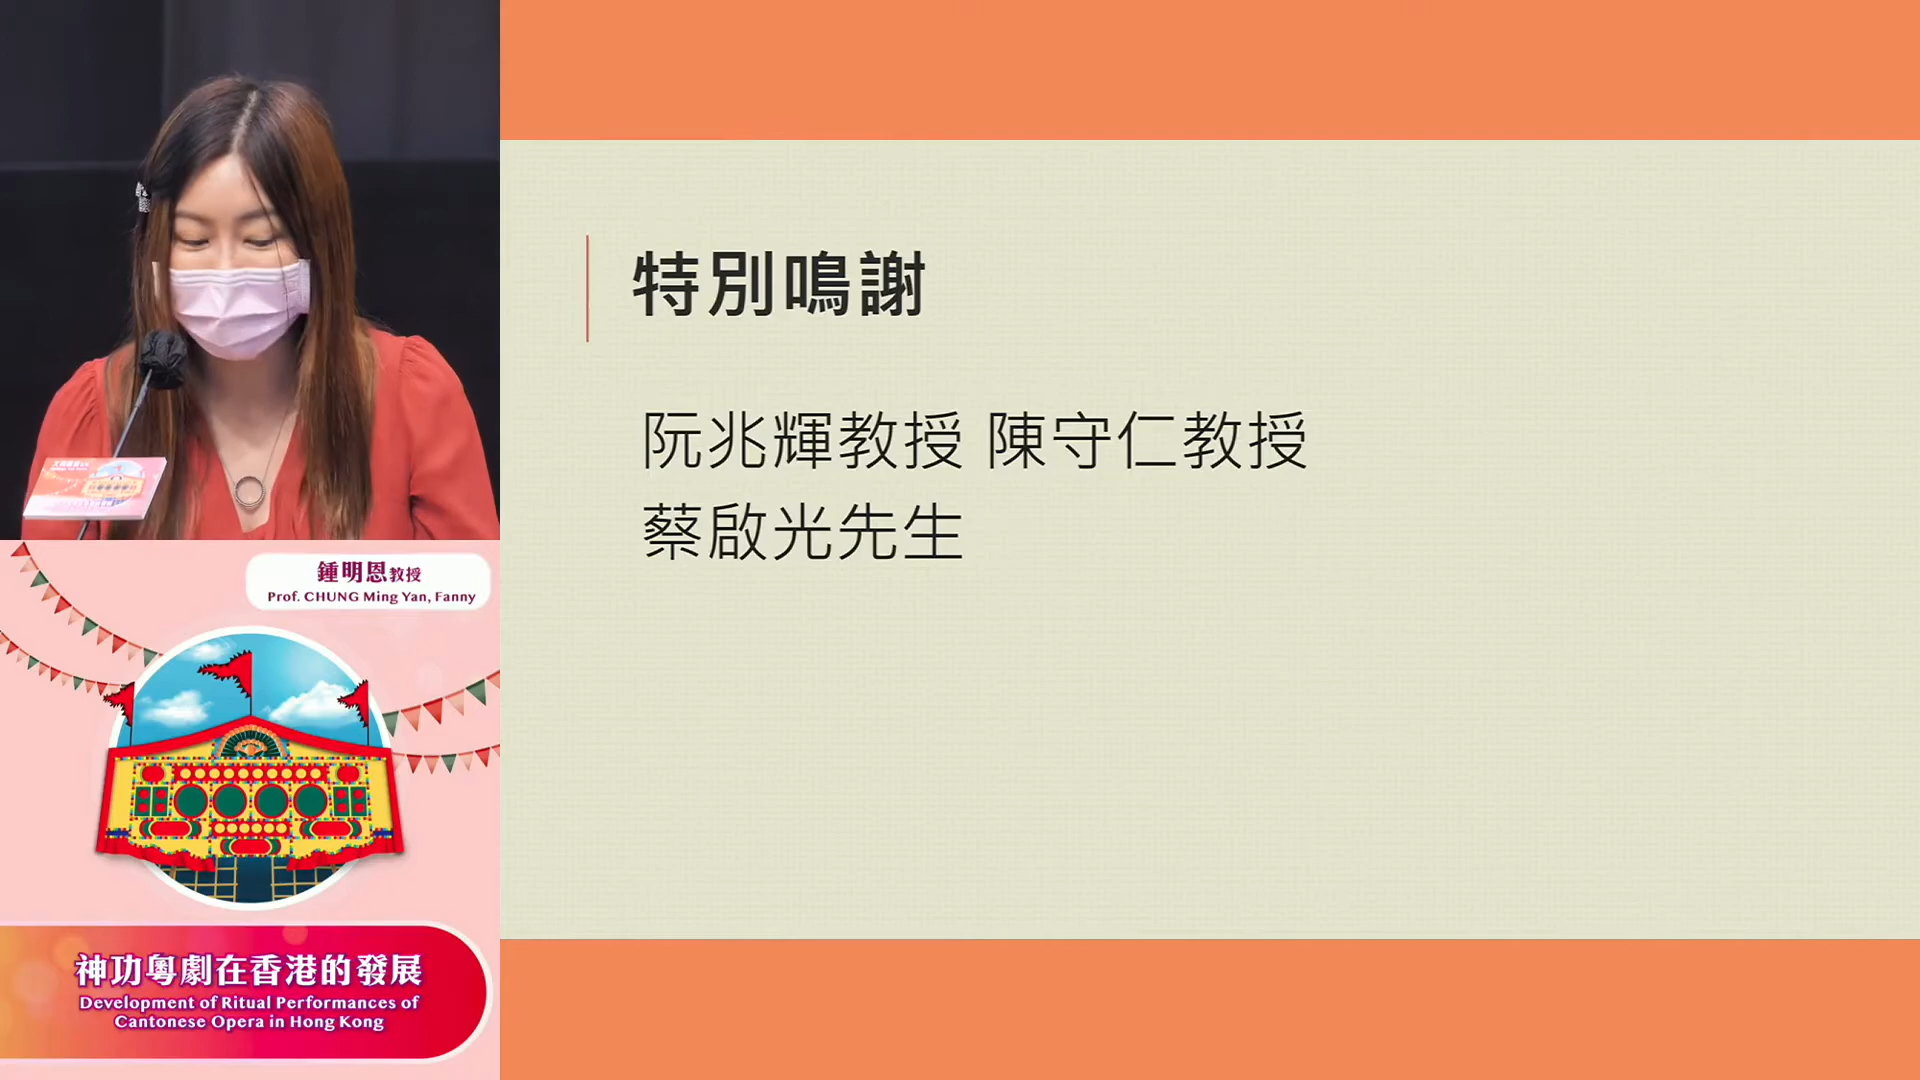 特別鳴謝
阮兆輝教授 陳守仁教授
蔡啟光先生
鍾明恩教授
Prof. CHUNG Ming Yan, Fanny
神功粵劇在香港的發展
Development of Ritual Performances of
Cantonese Opera in Hong Kong